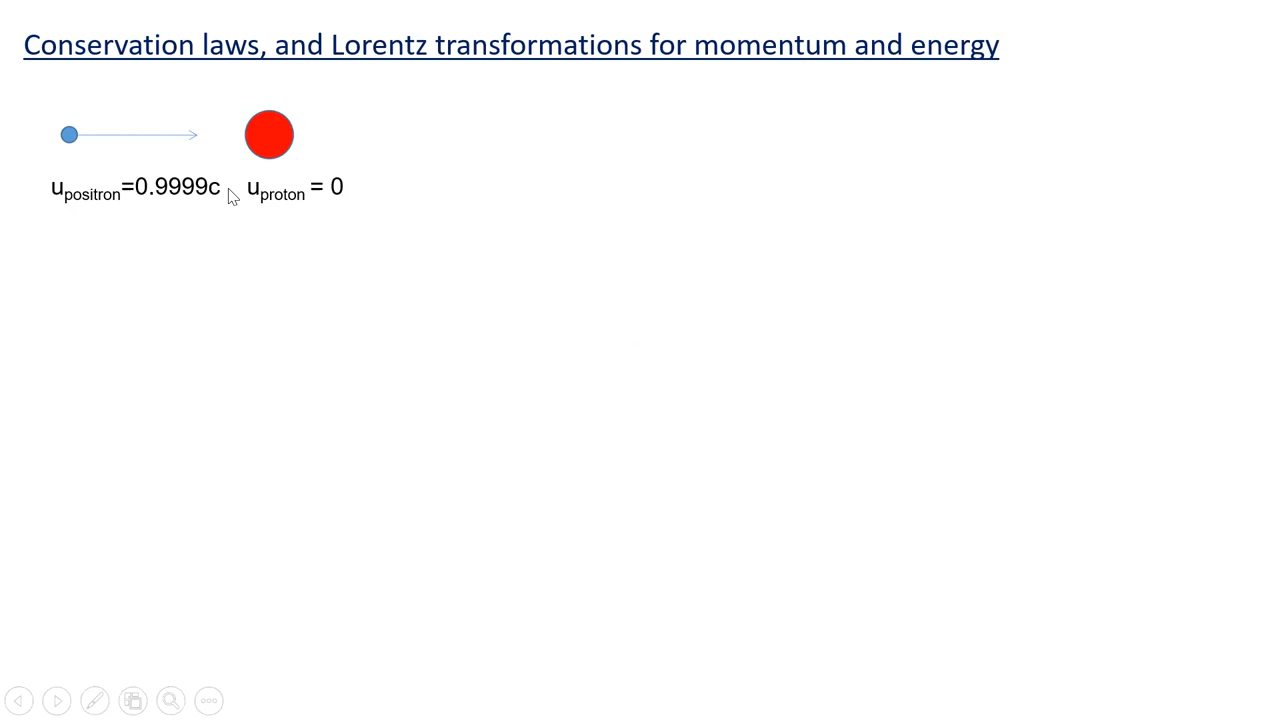 Conservation laws, and Lorentz transformations for momentum and energy
upositron=0.9999c uproton = 0